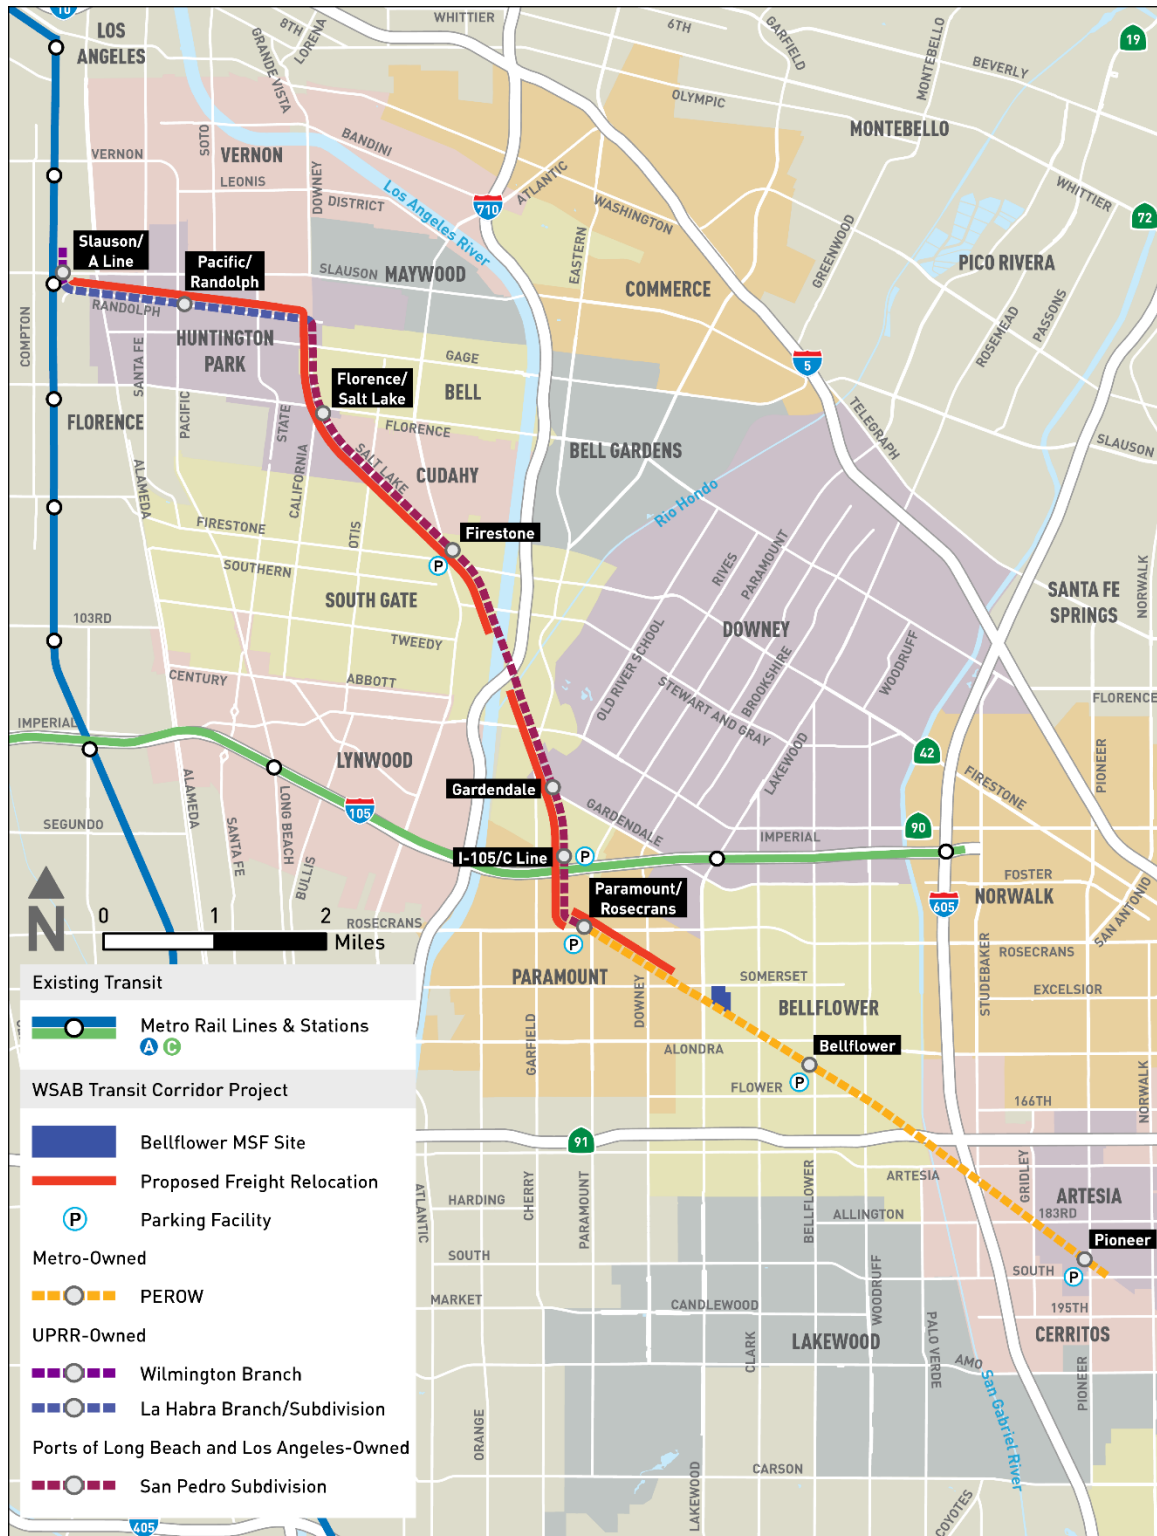 10
LOS
ANGELES
8TH
LORENA
WHITTIER
6TH
GARFIELD
MONTEBELLO
19
GRANDE VISTA
BEVERLY
OLYMPIC
MONTEBELLO
VERNON
SOTO
VERNON
BANDINI
LEONIS
DOWNEY
DISTRICT
Los Angeles River
710
ATLANTIC
WASHINGTON
WHITTIER
72
EASTERN
GREENWOOD
PICO RIVERA
Slauson/
A Line
Pacific/
Randolph
SLAUSON
MAYWOOD
COMMERCE
ROSEMEAD
PASSONS
RANDOLPH
COMPTON
HUNTINGTON
PARK
SANTA FE
GAGE
BELL
5
Florence/
Salt Lake
FLORENCE
PACIFIC
STATE
FLORENCE
TELEGRAPH
SLAUSON
SALT LAKE
CUDAHY
BELL GARDENS
ALAMEDA
CALIFORNIA
Rio Hondo
FIRESTONE
OTIS
Firestone
P
SOUTHERN
RIVES
PARAMOUNT
SANTA FE
SPRINGS
NORWALK
SOUTH GATE
103RD
TWEEDY
DOWNEY
OLD RIVER SCHOOL
BROOKSHIRE
WOODRUFF
CENTURY
ABBOTT
STEWART AND GRAY
FLORENCE
IMPERIAL
LYNWOOD
LAKEWOOD
42
PIONEER
FIRESTONE
Gardendale
ALAMEDA
SANTA FE
LONG BEACH
BULLIS
105
GARDENDALE
IMPERIAL
90
SEGUNDO
I-105/C Line
P
FOSTER
N
0
1
2
Miles
ROSECRANS
Paramount/
Rosecrans
P
605
NORWALK
SAN ANTONIO
ROSECRANS
STUDEBAKER
PARAMOUNT
DOWNEY
SOMERSET
EXCELSIOR
BELLFLOWER
GARFIELD
ALONDRA
Bellflower
P
FLOWER
166TH
NORWALK
91
BELLFLOWER
ARTESIA
GRIDLEY
ARTESIA
ATLANTIC
HARDING
CHERRY
PARAMOUNT
ALLINGTON
183RD
Pioneer
P
SOUTH
SOUTH
MARKET
CANDLEWOOD
WOODRUFF
195TH
CLARK
LAKEWOOD
PALO VERDE
CERRITOS
AMO
PIONEER
San Gabriel River
ORANGE
CARSON
LAKEWOOD
COYOTES
405
Existing Transit
Metro Rail Lines & Stations
A C
WSAB Transit Corridor Project
Bellflower MSF Site
Proposed Freight Relocation
P Parking Facility
Metro-Owned
PEROW
UPRR-Owned
Wilmington Branch
La Habra Branch/Subdivision
Ports of Long Beach and Los Angeles-Owned
San Pedro Subdivision